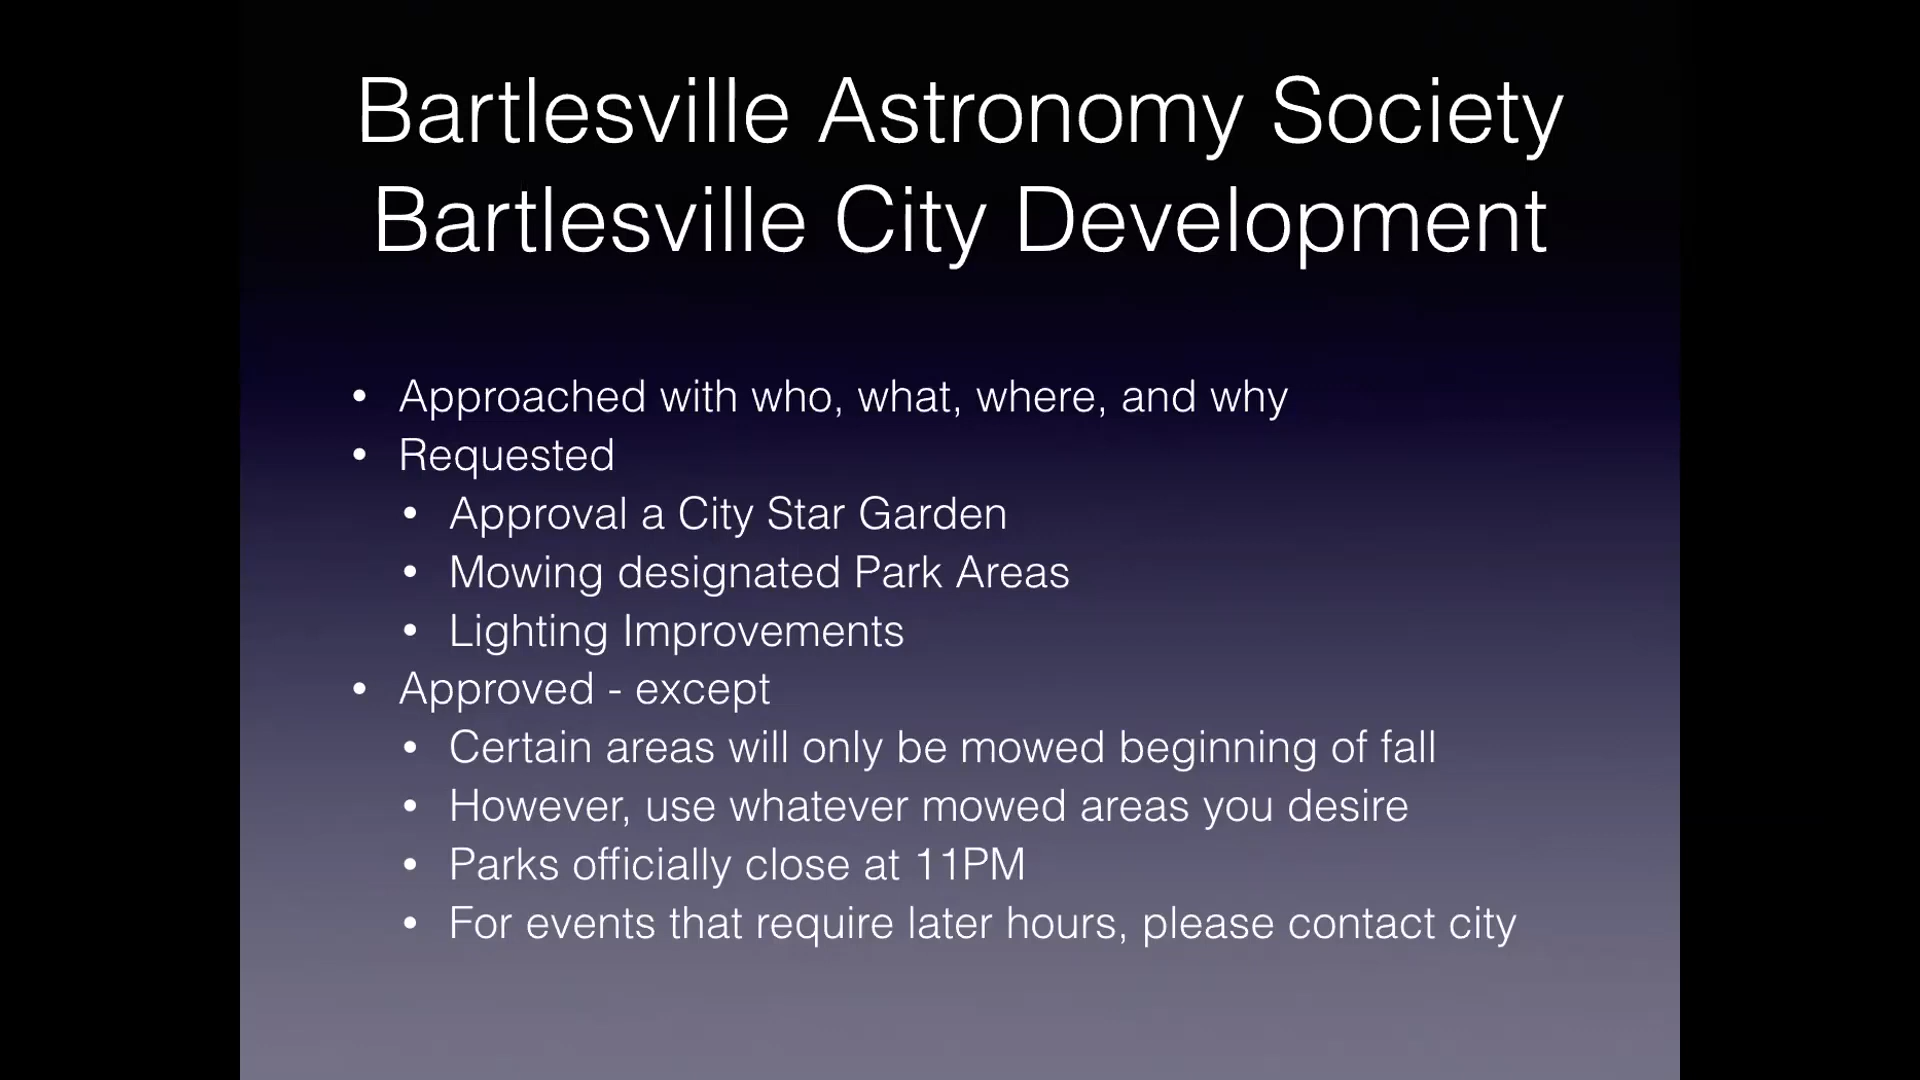 Bartlesville Astronomy Society
Bartlesville City Development
• Approached with who, what, where, and why
• Requested
• Approval a City Star Garden
• Mowing designated Park Areas
• Lighting Improvements
• Approved - except
• Certain areas will only be mowed beginning of fall
• However, use whatever mowed areas you desire
• Parks officially close at 11PM
• For events that require later hours, please contact city